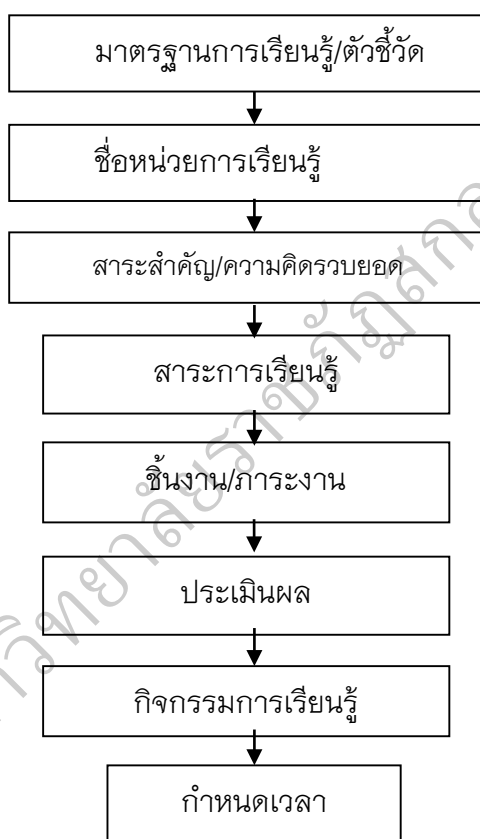 มาตรฐานการเรียนรู้/ตัวชี้วัด
ชื่อหน่วยการเรียนรู้
สาระสำคัญ/ความคิดรวบยอด
สาระการเรียนรู้
ชิ้นงาน/ภาระงาน
ประเมินผล
กิจกรรมการเรียนรู้
กำหนดเวลา